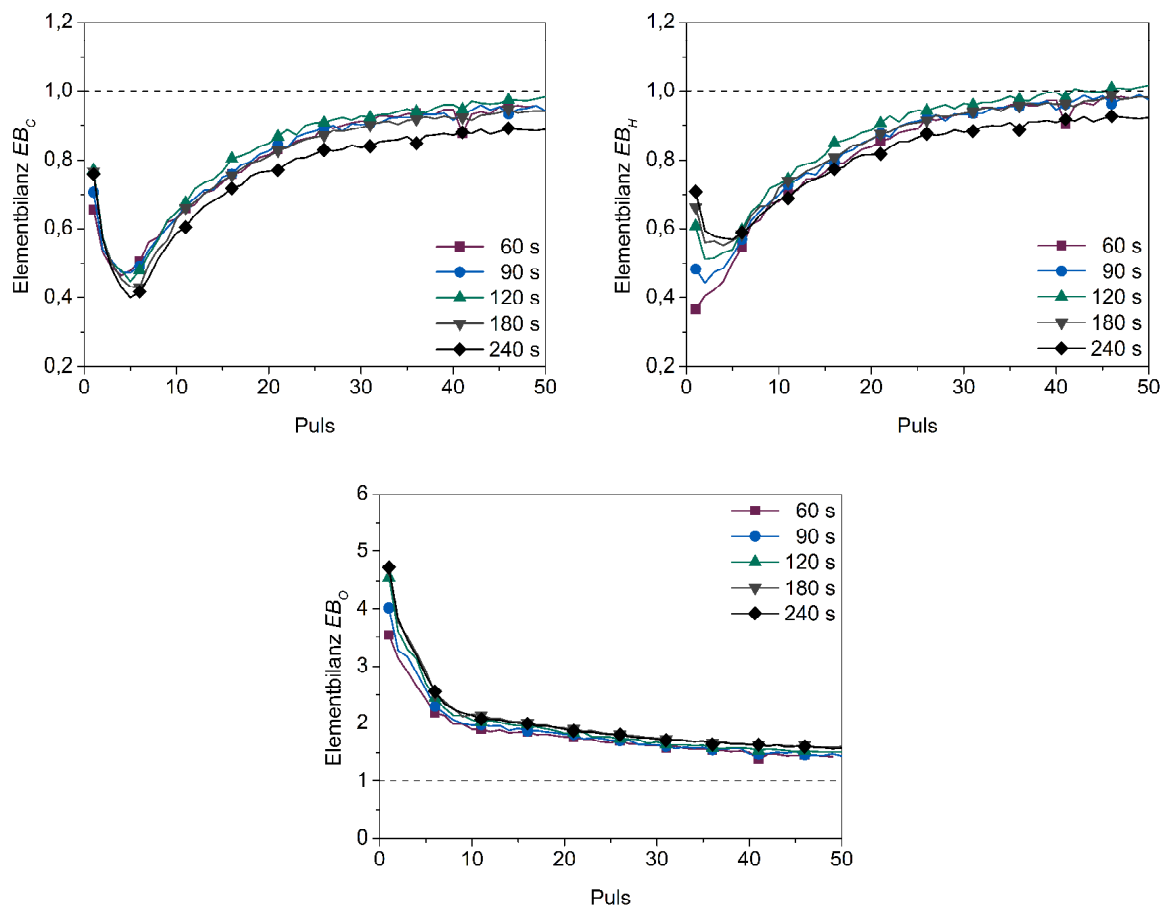 1,2
1,0
0,8
0,6
0,4
0,2
Elementbilanz EB_C
60 s
90 s
120 s
180 s
240 s
0 10 20 30 40 50
Puls
1,2
1,0
0,8
0,6
0,4
0,2
Elementbilanz EB_H
60 s
90 s
120 s
180 s
240 s
0 10 20 30 40 50
Puls
6
5
4
3
2
1
0
Elementbilanz EB_O
60 s
90 s
120 s
180 s
240 s
0 10 20 30 40 50
Puls